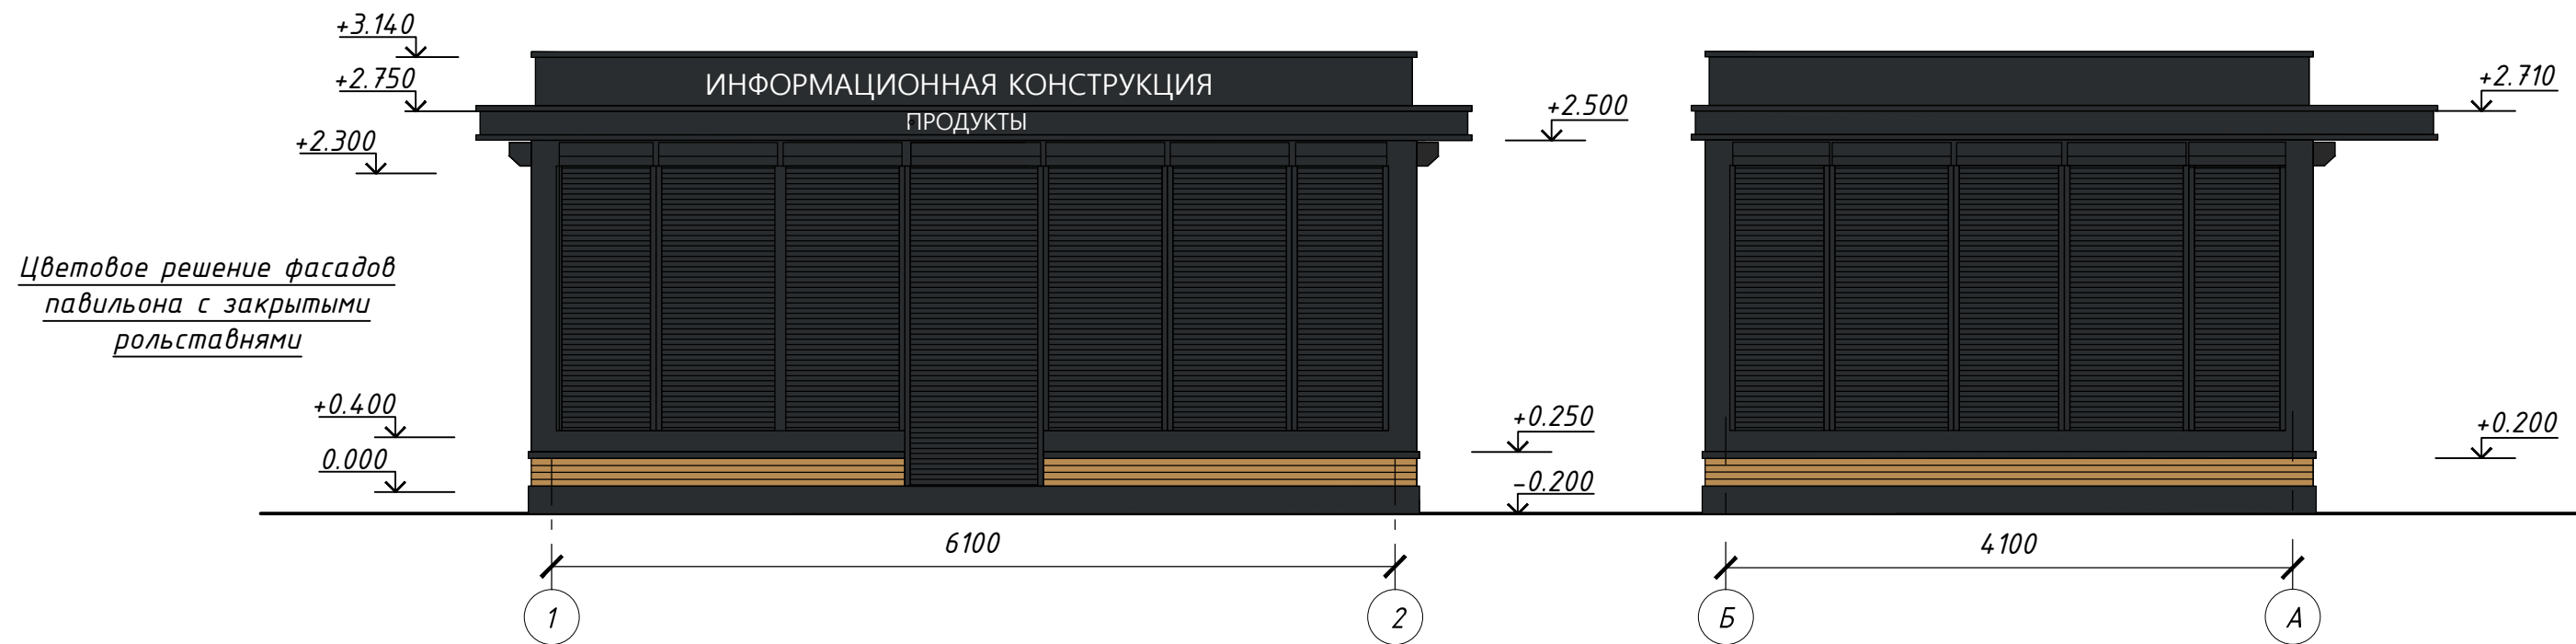 +3.140
+2.750
+2.300
Цветовое решение фасадов
павильона с закрытыми
рольставнями
+0.400
0.000
ИНФОРМАЦИОННАЯ КОНСТРУКЦИЯ
ПРОДУКТЫ
+2.500
+0.250
-0.200
6100
1
2
+2.710
+0.200
4100
Б
А